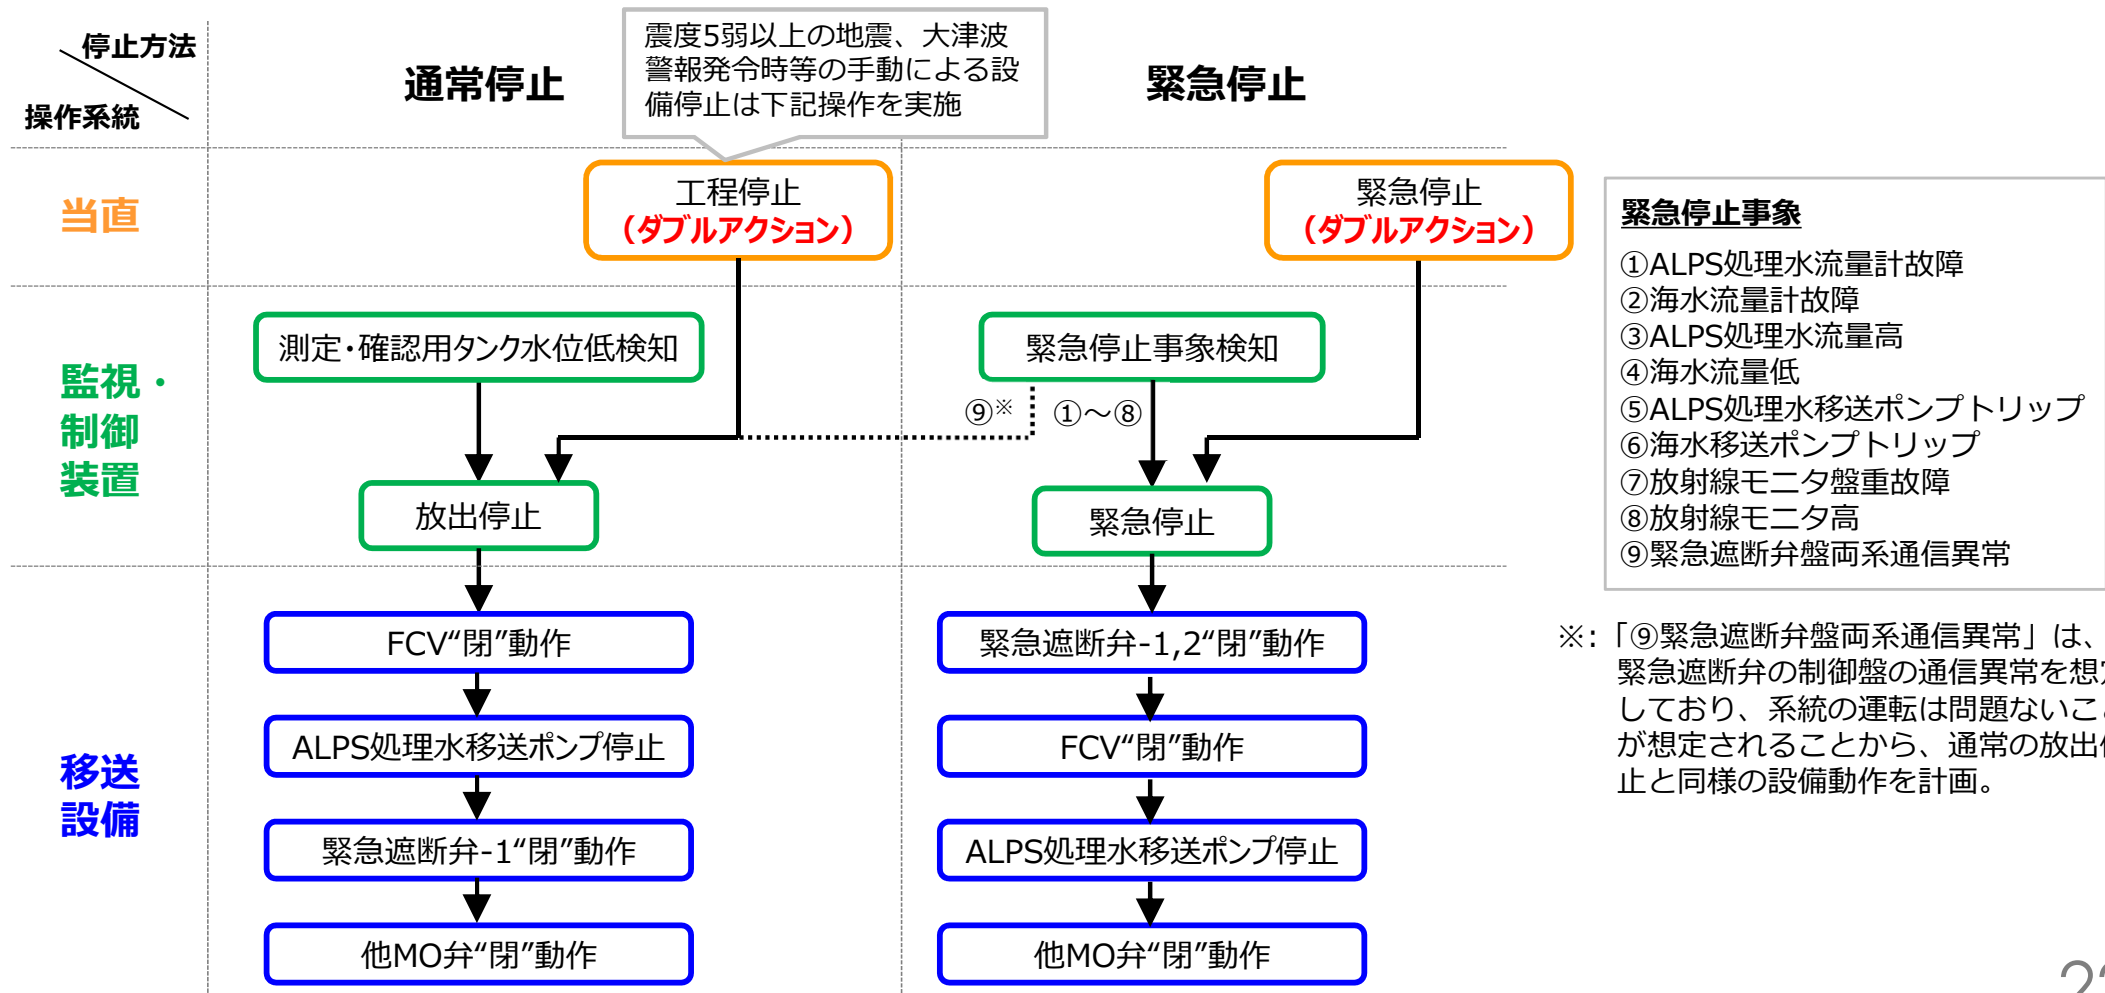 停止方法
操作系統
通常停止
震度5弱以上の地震、大津波
警報発令時等の手動による設
備停止は下記操作を実施
緊急停止
当直
工程停止
（ダブルアクション）
緊急停止
（ダブルアクション）
監視・
制御
装置
測定・確認用タンク水位低検知
緊急停止事象検知
⑨※
①～⑧
放出停止
緊急停止
移送
設備
FCV“閉”動作
ALPS処理水移送ポンプ停止
緊急遮断弁-1“閉”動作
他MO弁“閉”動作
緊急遮断弁-1,2“閉”動作
FCV“閉”動作
ALPS処理水移送ポンプ停止
他MO弁“閉”動作
緊急停止事象
①ALPS処理水流量計故障
②海水流量計故障
③ALPS処理水流量高
④海水流量低
⑤ALPS処理水移送ポンプトリップ
⑥海水移送ポンプトリップ
⑦放射線モニタ盤重故障
⑧放射線モニタ高
⑨緊急遮断弁盤両系通信異常
※：「⑨緊急遮断弁盤両系通信異常」は、
緊急遮断弁の制御盤の通信異常を想
しており、系統の運転は問題ないこ
が想定されることから、通常の放出
止と同様の設備動作を計画。